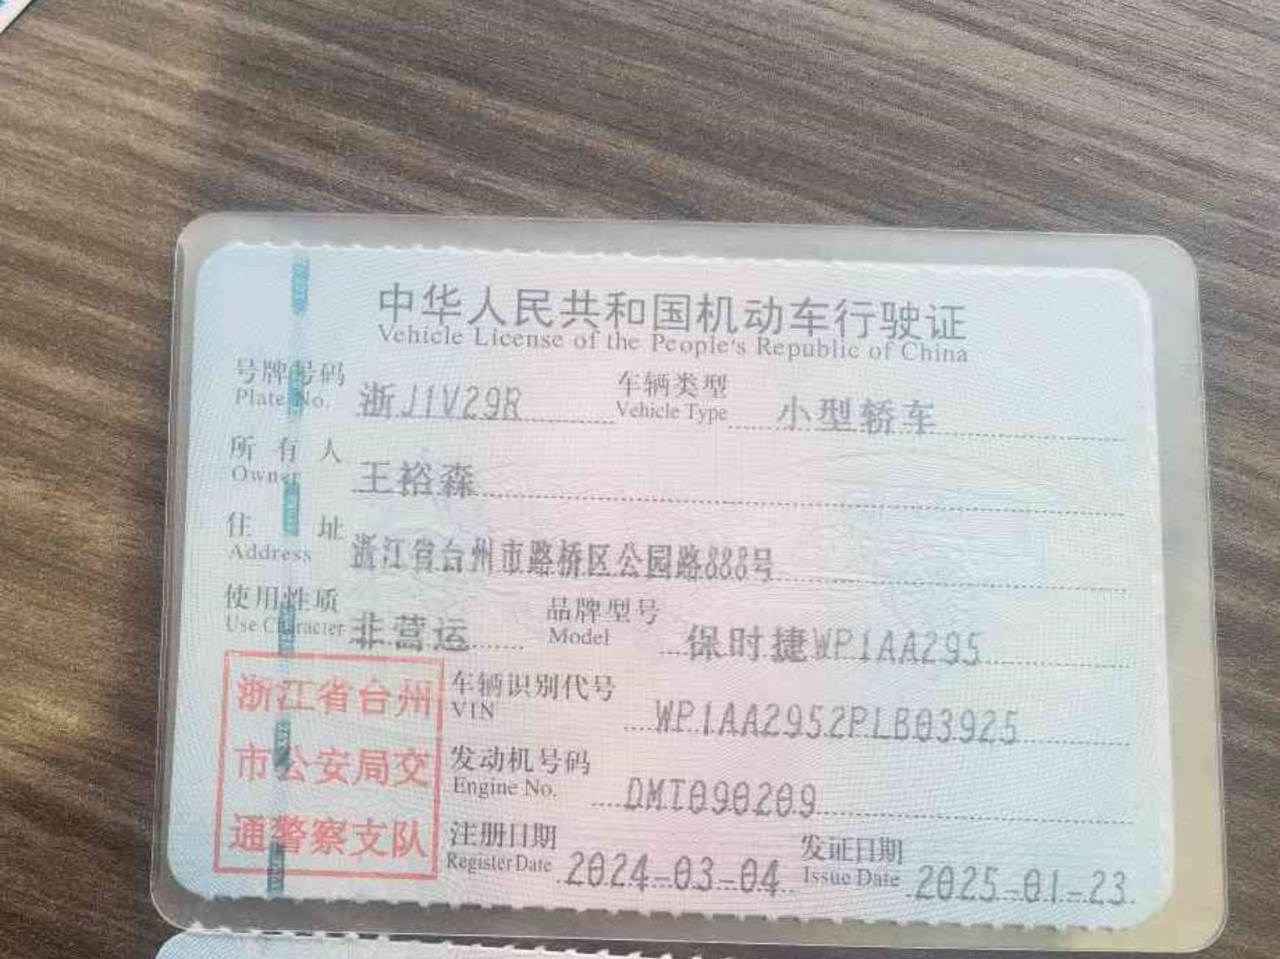 中华人民共和国机动车行驶证
Vehicle License of the People's Republic of China
号牌号码 浙J1V29R 车辆类型 小型轿车
Plate No. Vehicle Type
所有人 王裕森
Owner
住址 浙江省台州市路桥区公园路888号
Address
使用性质 非营运 品牌型号 保时捷WP1AA295
Use Character Model
浙江省台州
市公安局交
通警察支队
车辆识别代号 WP1AA2952PLB03925
VIN
发动机号码 DMT090209
Engine No.
注册日期 2024-03-04 发证日期 2025-01-23
Register Date Issue Date